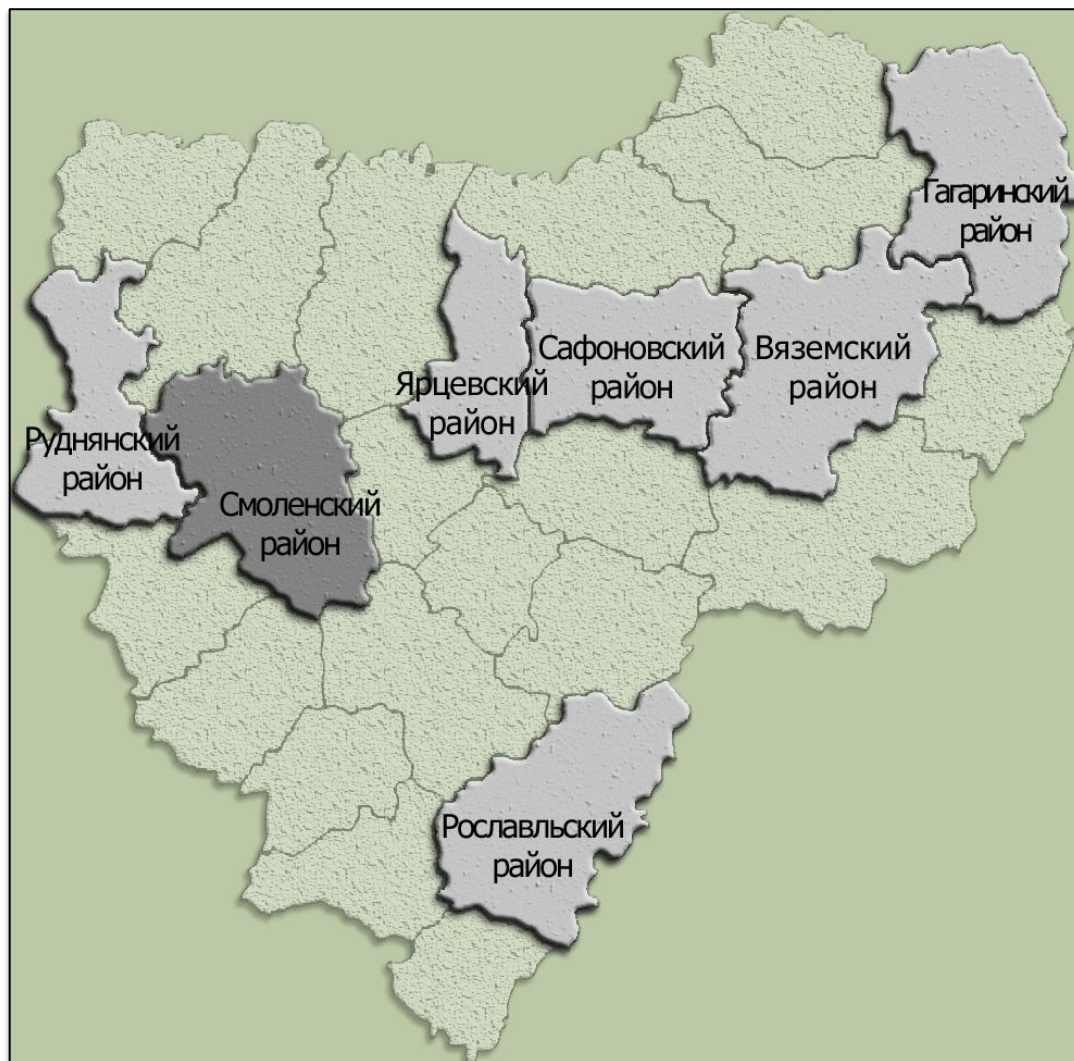 Гагаринский
район
Сафоновский
район
Вяземский
район
Ярцевский
район
Руднянский
район
Смоленский
район
Рославльский
район